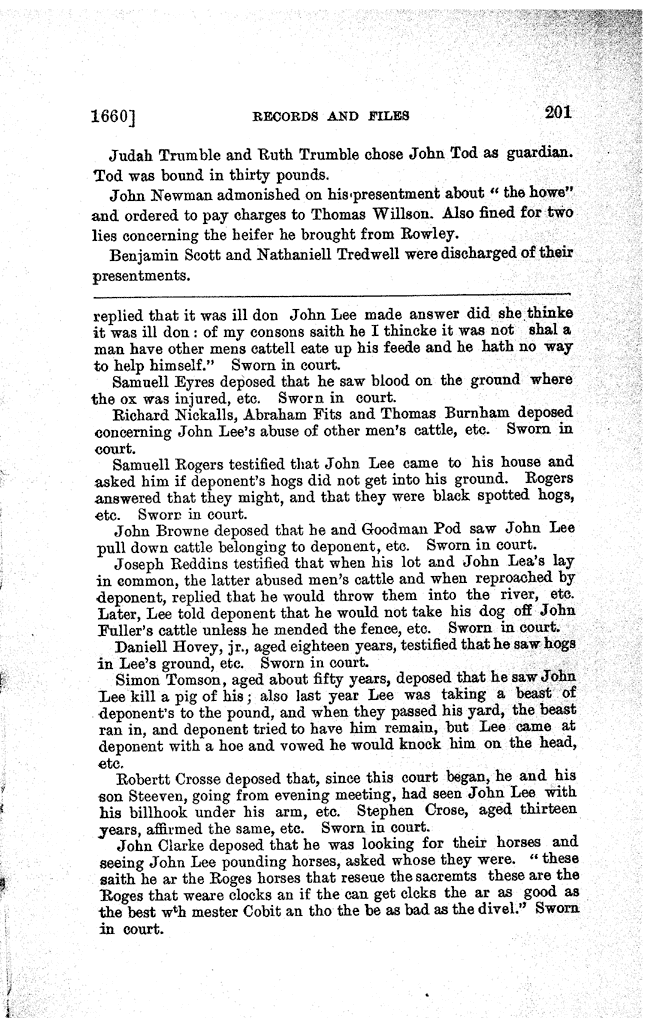 1660] RECORDS AND FILES 201
Judah Trumble and Ruth Trumble chose John Tod as guardian.
Tod was bound in thirty pounds.
John Newman admonished on his presentment about " the howe"
and ordered to pay charges to Thomas Willson. Also fined for two
lies concerning the heifer he brought from Rowley.
Benjamin Scott and Nathaniell Tredwell were discharged of their
presentments.
replied that it was ill don John Lee made answer did she thinke
it was ill don : of my consons saith he I thincke it was not shal a
man have other mens cattell eate up his feede and he hath no way
to help himself." Sworn in court.
Samuell Eyres deposed that he saw blood on the ground where
the ox was injured, etc. Sworn in court.
Richard Nickalls, Abraham Fits and Thomas Burnham deposed
concerning John Lee's abuse of other men's cattle, etc. Sworn in
court.
Samuell Rogers testified that John Lee came to his house and
asked him if deponent's hogs did not get into his ground. Rogers
answered that they might, and that they were black spotted hogs,
etc. Sworn in court.
John Browne deposed that he and Goodman Pod saw John Lee
pull down cattle belonging to deponent, etc. Sworn in court.
Joseph Reddins testified that when his lot and John Lea's lay
in common, the latter abused men's cattle and when reproached by
deponent, replied that he would throw them into the river, etc.
Later, Lee told deponent that he would not take his dog off John
Fuller's cattle unless he mended the fence, etc. Sworn in court.
Daniell Hovey, jr., aged eighteen years, testified that he saw hogs
in Lee's ground, etc. Sworn in court.
Simon Tomson, aged about fifty years, deposed that he saw John
Lee kill a pig of his; also last year Lee was taking a beast of
deponent's to the pound, and when they passed his yard, the beast
ran in, and deponent tried to have him remain, but Lee came at
deponent with a hoe and vowed he would knock him on the head,
etc.
Robertt Crosse deposed that, since this court began, he and his
son Steeven, going from evening meeting, had seen John Lee with
his billhook under his arm, etc. Stephen Crose, aged thirteen
years, affirmed the same, etc. Sworn in court.
John Clarke deposed that he was looking for their horses and
seeing John Lee pounding horses, asked whose they were. " these
saith he ar the Roges horses that rescue the sacremts these are the
Roges that weare clocks an if the can get clcks the ar as good as
the best wth mester Cobit an tho the be as bad as the divel." Sworn
in court.